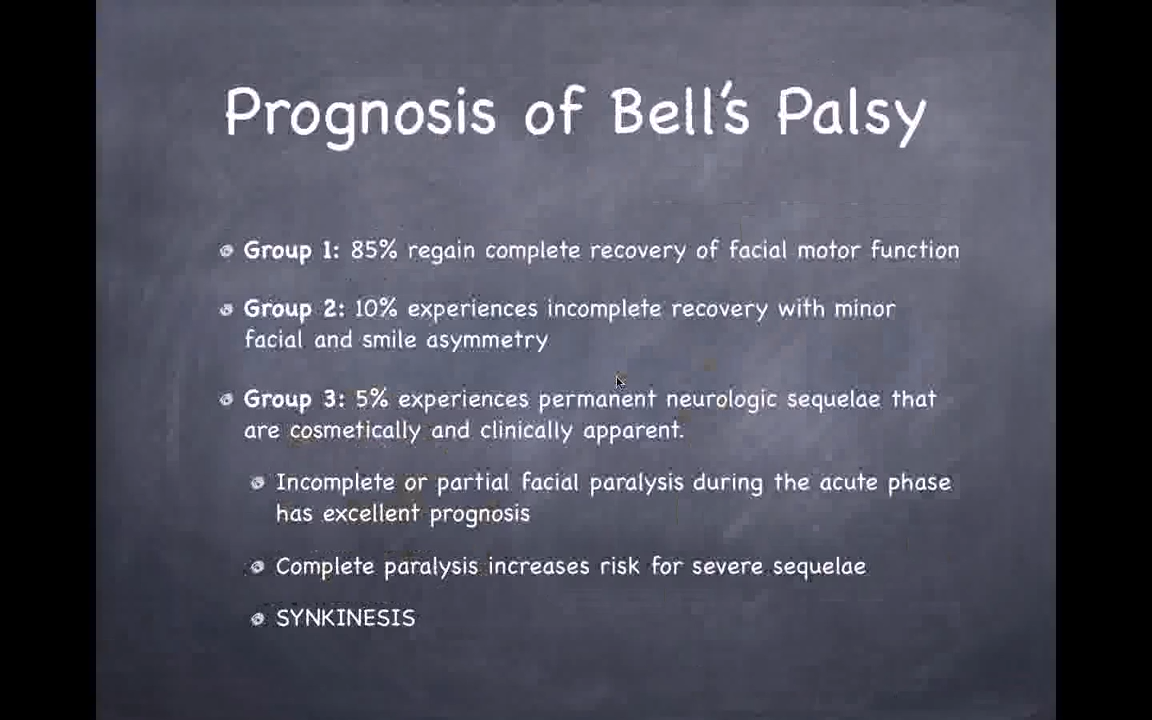 Prognosis of Bell's Palsy
Group 1: 85% regain complete recovery of facial motor function
Group 2: 10% experiences incomplete recovery with minor
facial and smile asymmetry
Group 3: 5% experiences permanent neurologic sequelae that
are cosmetically and clinically apparent.
Incomplete or partial facial paralysis during the acute phase
has excellent prognosis
Complete paralysis increases risk for severe sequelae
SYNKINESIS